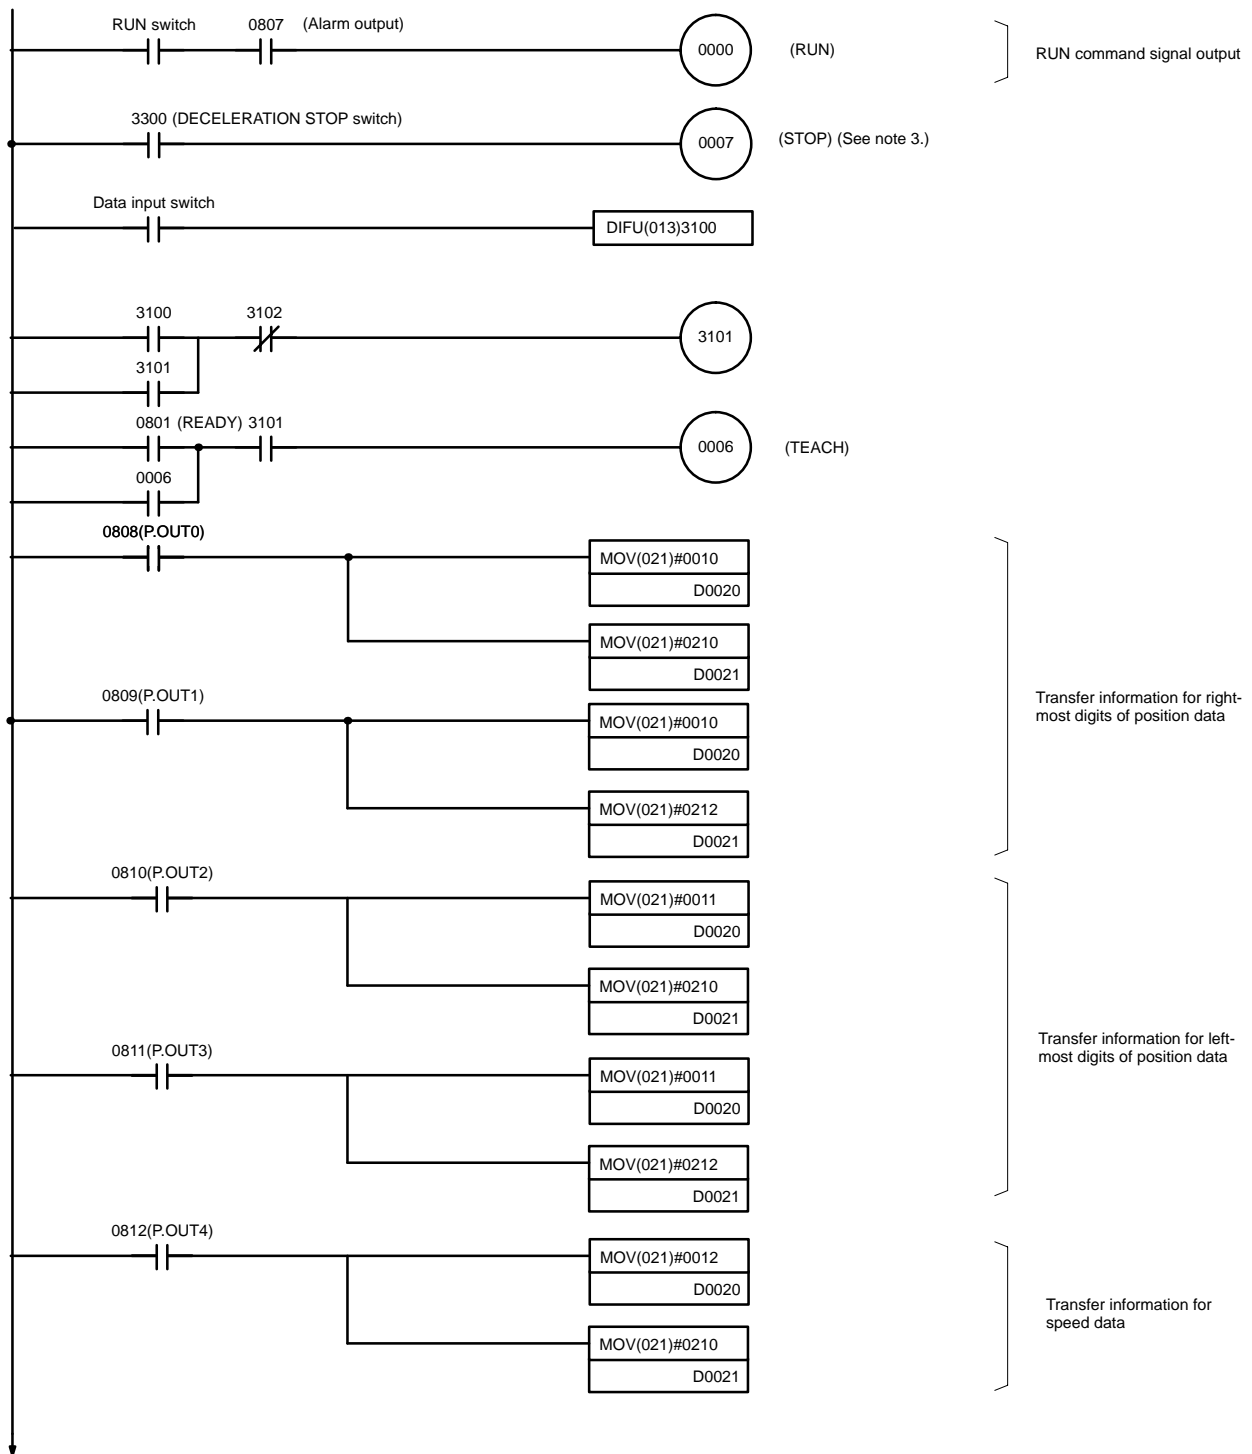 RUN switch 0807 (Alarm output)
0000 (RUN) RUN command signal output
3300 (DECELERATION STOP switch)
0007 (STOP) (See note 3.)
Data input switch
DIFU(013)3100
3100 3102
3101
3101
0801 (READY) 3101
0006 (TEACH)
0006
0808(P.OUT0)
MOV(021)#0010
D0020
MOV(021)#0210
D0021
Transfer information for right-
most digits of position data
0809(P.OUT1)
MOV(021)#0010
D0020
MOV(021)#0212
D0021
0810(P.OUT2)
MOV(021)#0011
D0020
MOV(021)#0210
D0021
Transfer information for left-
most digits of position data
0811(P.OUT3)
MOV(021)#0011
D0020
MOV(021)#0212
D0021
0812(P.OUT4)
MOV(021)#0012
D0020
Transfer information for
speed data
MOV(021)#0210
D0021